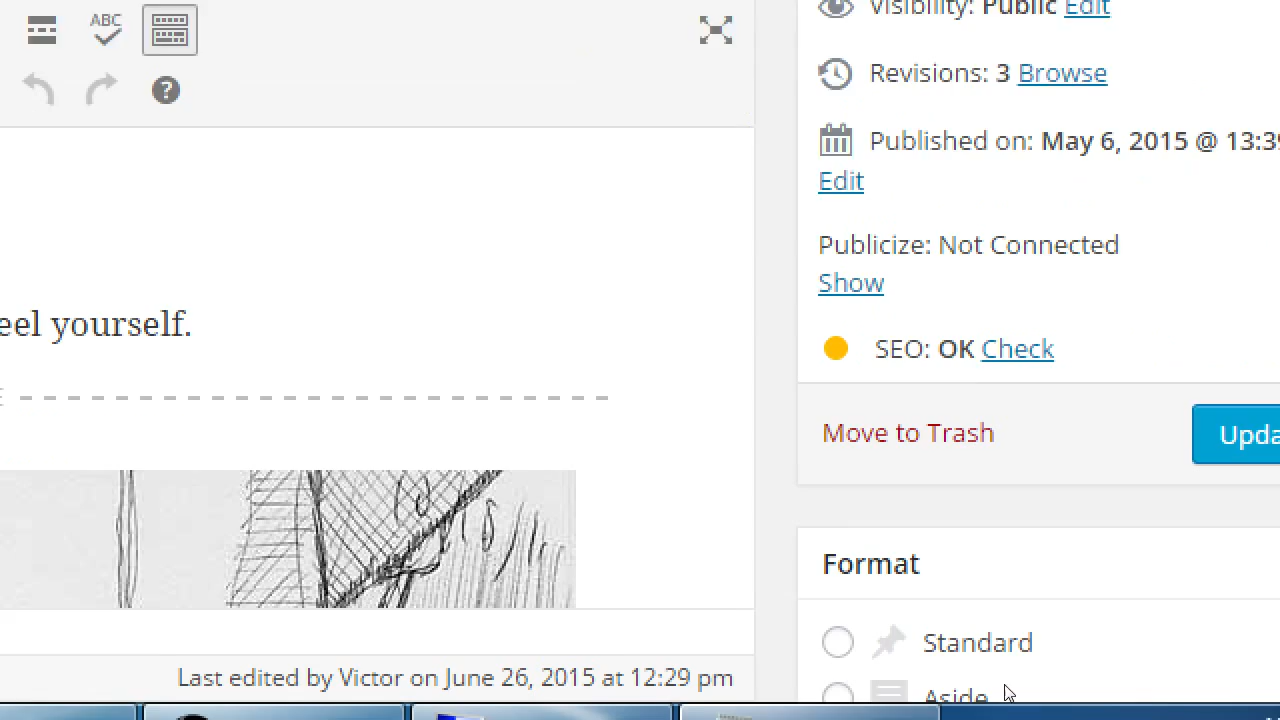 ABC
Visibility: Public Edit
Revisions: 3 Browse
Published on: May 6, 2015 @ 13:39
Edit
Publicize: Not Connected
Show
SEO: OK Check
Move to Trash
Format
Standard
Aside
eel yourself.
Last edited by Victor on June 26, 2015 at 12:29 pm